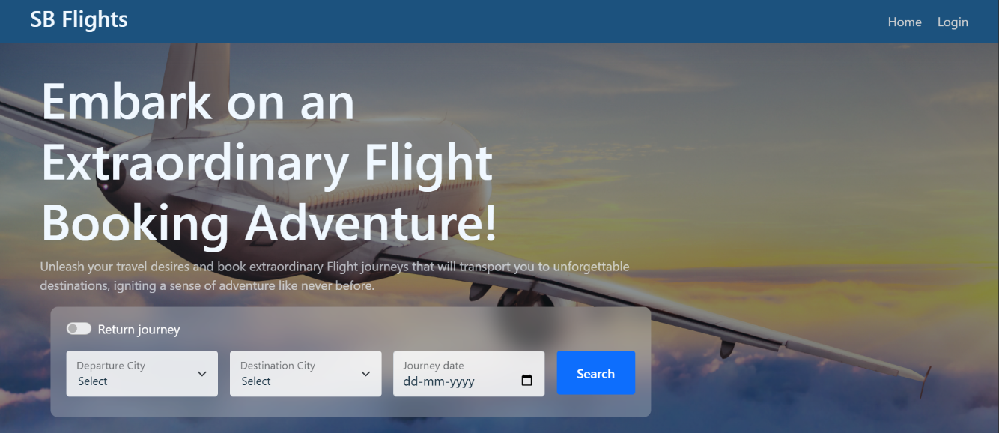 SB Flights
Home Login
Embark on an
Extraordinary Flight
Booking Adventure!
Unleash your travel desires and book extraordinary Flight journeys that will transport you to unforgettable
destinations, igniting a sense of adventure like never before.
Return journey
Departure City
Select
Destination City
Select
Journey date
dd-mm-yyyy
Search